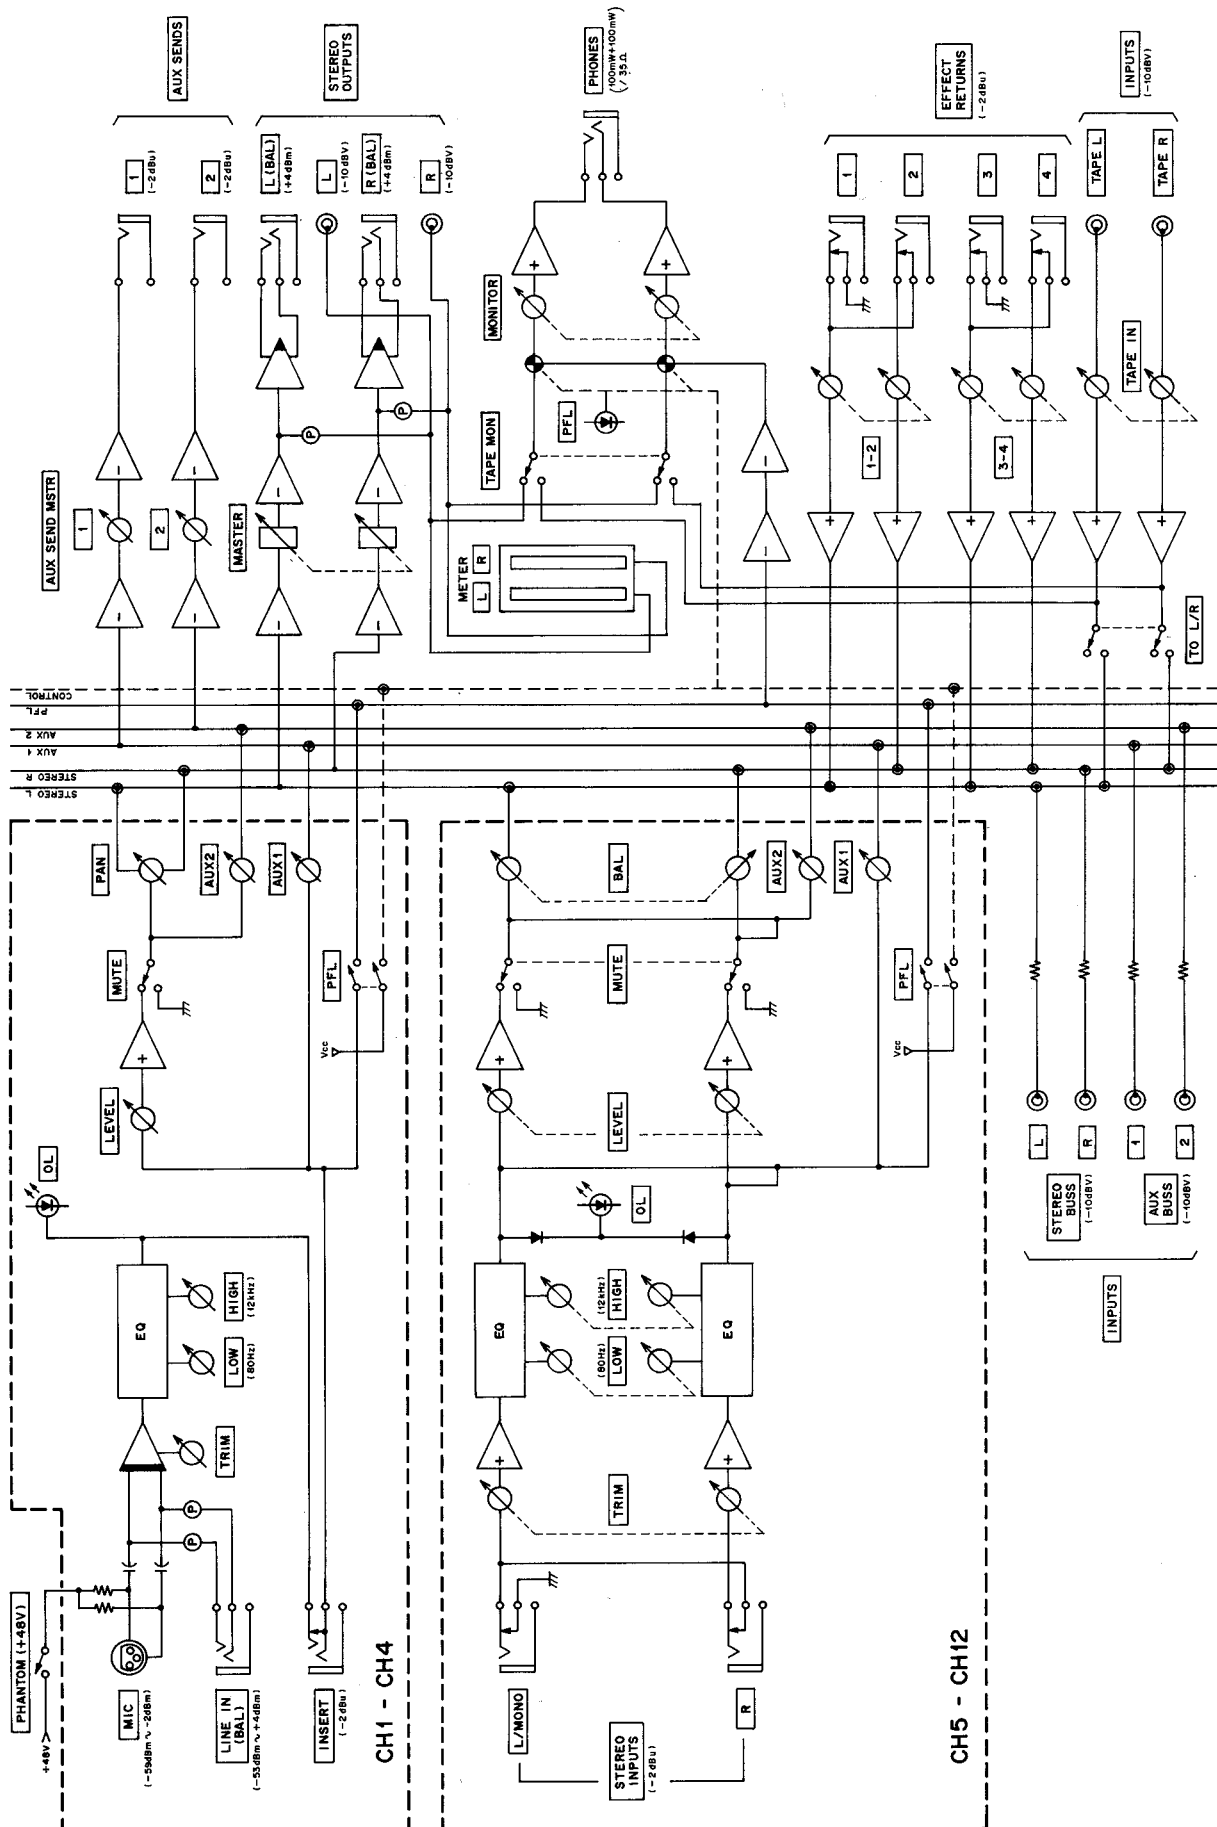 PHANTOM (+48V)
+48V
MIC
(-59dBm ~ -2dBm)
LINE IN
(BAL)
(-53dBm ~ +4dBm)
INSERT
(-2dBu)
CH1 - CH4
P
P
TRIM
EQ
LOW
(80Hz)
HIGH
(12kHz)
OL
LEVEL
MUTE
PFL
Vcc
PAN
AUX2
AUX1
STEREO L
STEREO R
AUX 1
AUX 2
PFL
CONTROL
AUX SEND MSTR
1
2
MASTER
P
P
AUX SENDS
1
(-2dBu)
2
(-2dBu)
STEREO
OUTPUTS
L (BAL)
(+4dBm)
L
(-10dBV)
R (BAL)
(+4dBm)
R
(-10dBV)
METER
L
R
TAPE MON
PFL
MONITOR
PHONES
(100mW+100mW)
/ 35Ω
STEREO
INPUTS
(-2dBu)
L/MONO
R
CH5 - CH12
TRIM
EQ
EQ
(80Hz)
LOW
(12kHz)
HIGH
OL
LEVEL
MUTE
BAL
AUX2
AUX1
PFL
Vcc
EFFECT
RETURNS
(-2dBu)
1
2
3
4
1-2
3-4
INPUTS
(-10dBV)
TAPE L
TAPE R
TAPE IN
TO L/R
INPUTS
STEREO
BUSS
(-10dBV)
L
R
AUX
BUSS
(-10dBV)
1
2